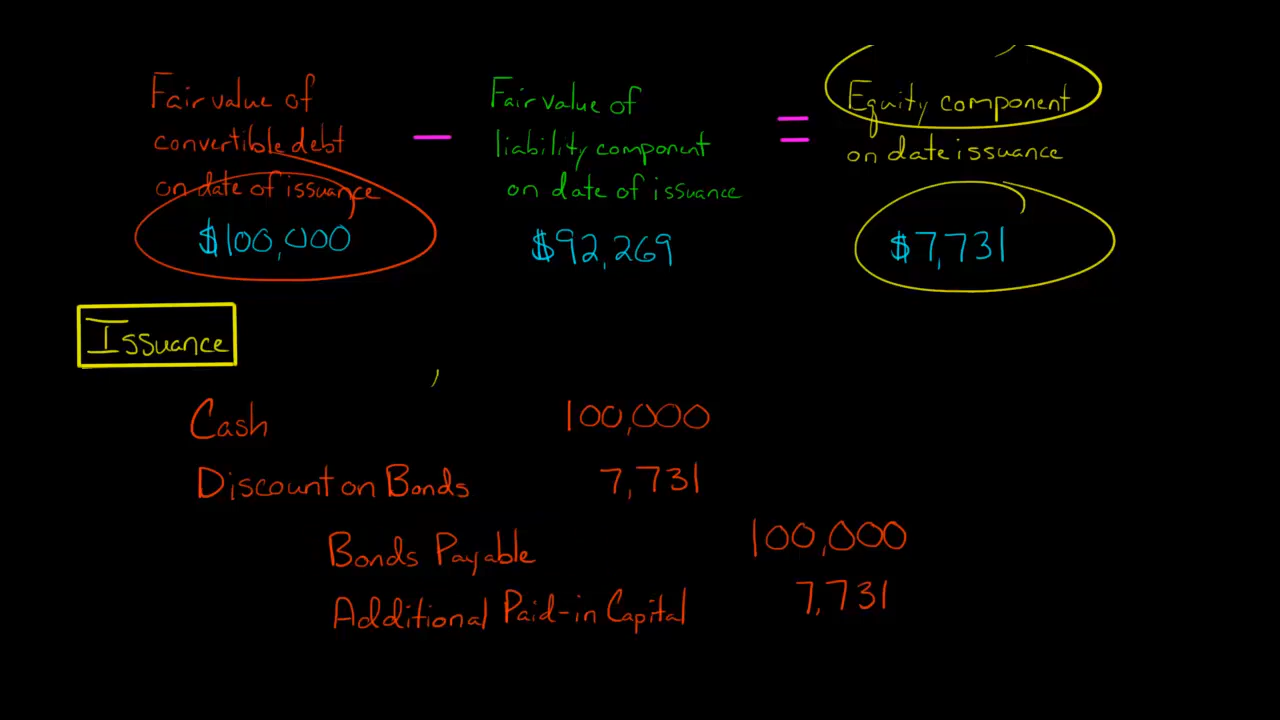 Fair value of
convertible debt
on date of issuance
$100,000
−
Fair value of
liability component
on date of issuance
$92,269
=
Equity component
on date issuance
$7,731
Issuance
Cash 100,000
Discount on Bonds 7,731
Bonds Payable 100,000
Additional Paid-in Capital 7,731